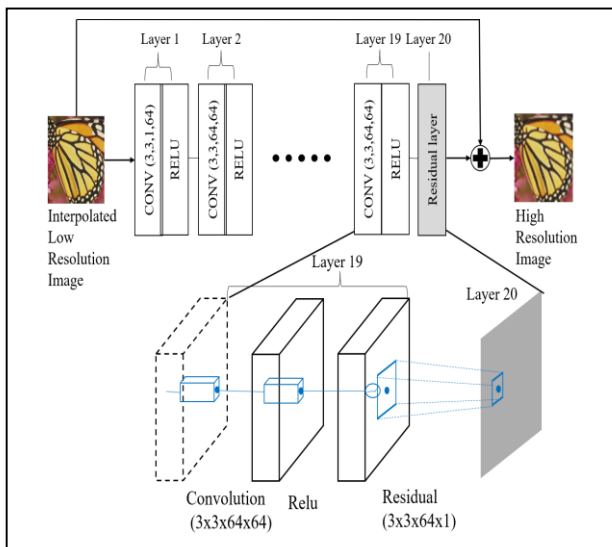 Layer 1
Layer 2
Layer 19
Layer 20
CONV (3,3,1,64)
RELU
CONV (3,3,64,64)
RELU
CONV (3,3,64,64)
RELU
Residual layer
Interpolated
Low
Resolution
Image
High
Resolution
Image
Layer 19
Layer 20
Convolution
(3x3x64x64)
Relu
Residual
(3x3x64x1)